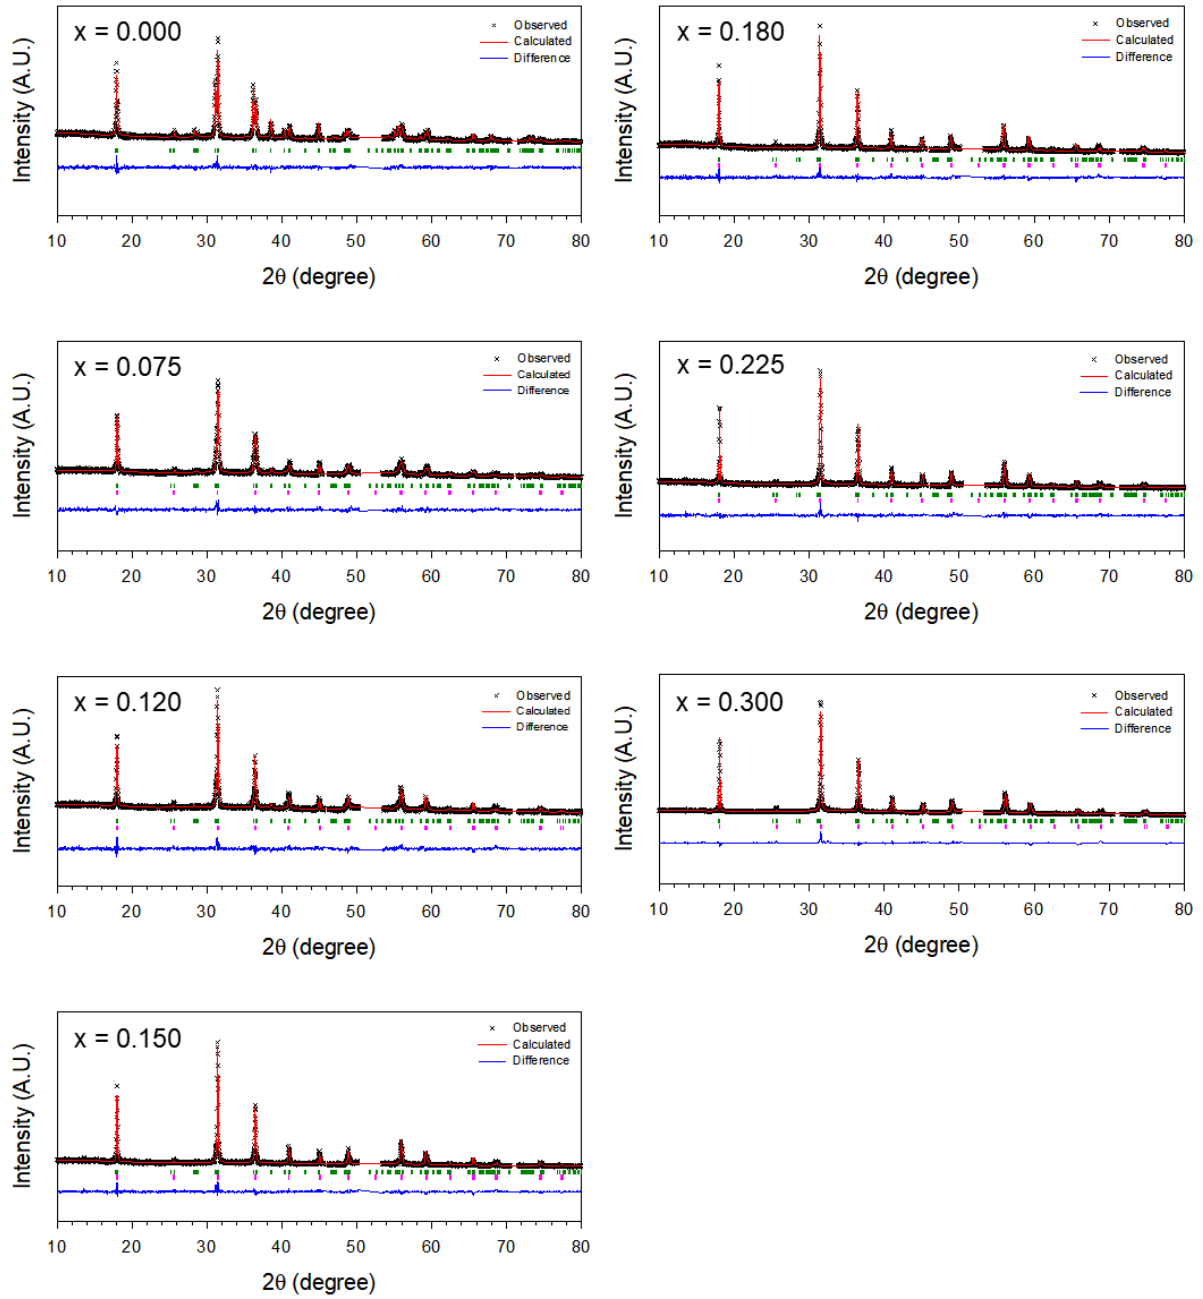 x = 0.000
Observed
Calculated
Difference
Intensity (A.U.)
10 20 30 40 50 60 70 80
2θ (degree)
x = 0.180
Observed
Calculated
Difference
Intensity (A.U.)
10 20 30 40 50 60 70 80
2θ (degree)
x = 0.075
Observed
Calculated
Difference
Intensity (A.U.)
10 20 30 40 50 60 70 80
2θ (degree)
x = 0.225
Observed
Calculated
Difference
Intensity (A.U.)
10 20 30 40 50 60 70 80
2θ (degree)
x = 0.120
Observed
Calculated
Difference
Intensity (A.U.)
10 20 30 40 50 60 70 80
2θ (degree)
x = 0.300
Observed
Calculated
Difference
Intensity (A.U.)
10 20 30 40 50 60 70 80
2θ (degree)
x = 0.150
Observed
Calculated
Difference
Intensity (A.U.)
10 20 30 40 50 60 70 80
2θ (degree)